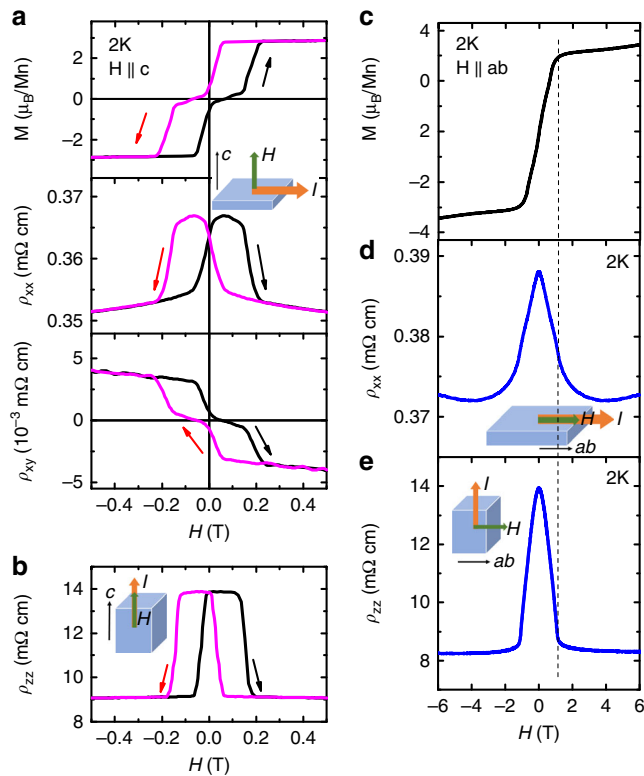 a
2K
H || c
3
0
−3
M (μB/Mn)
c
H
I
0.37
0.36
0.35
ρxx (mΩ cm)
5
0
−5
ρxy (10⁻³ mΩ cm)
−0.4 −0.2 0.0 0.2 0.4
H (T)
b
c
I
H
14
12
10
8
ρzz (mΩ cm)
−0.4 −0.2 0.0 0.2 0.4
H (T)
c
2K
H || ab
4
0
2
−2
−4
M (μB/Mn)
d
2K
0.39
0.38
0.37
ρxx (mΩ cm)
H I
ab
e
2K
I
H
ab
14
12
10
8
ρzz (mΩ cm)
−6 −4 −2 0 2 4 6
H (T)